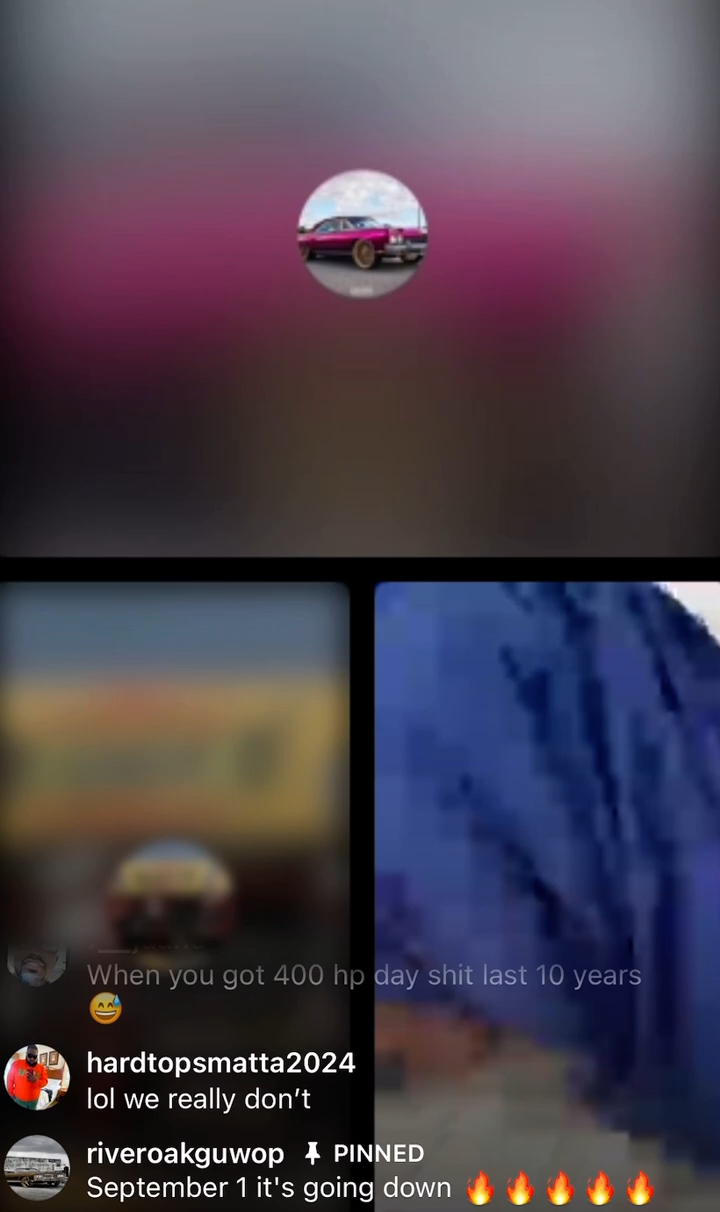 When you got 400 hp day shit last 10 years
😅
hardtopsmatta2024
lol we really don’t
riveroakguwop PINNED
September 1 it's going down 🔥🔥🔥🔥🔥